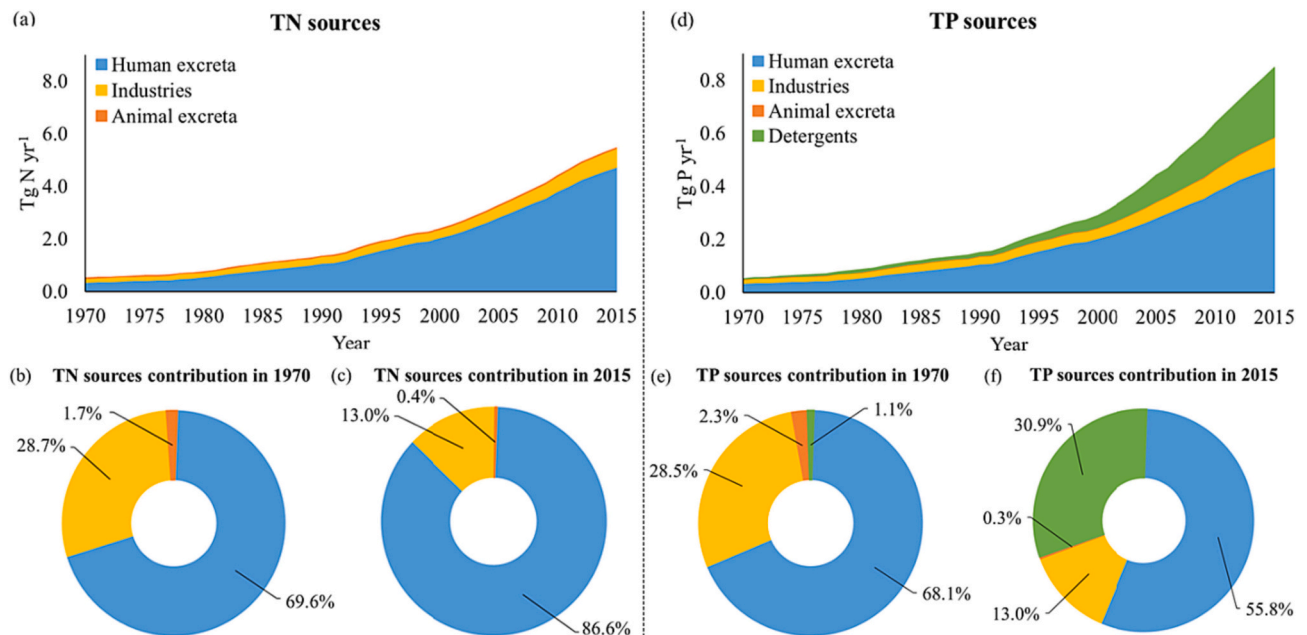 (a)
TN sources
8.0
6.0
4.0
2.0
0.0
Tg N yr⁻¹
Human excreta
Industries
Animal excreta
1970 1975 1980 1985 1990 1995 2000 2005 2010 2015
Year
(d)
TP sources
0.8
0.6
0.4
0.2
0.0
Tg P yr⁻¹
Human excreta
Industries
Animal excreta
Detergents
1970 1975 1980 1985 1990 1995 2000 2005 2010 2015
Year
(b) TN sources contribution in 1970
1.7%
28.7%
69.6%
(c) TN sources contribution in 2015
0.4%
13.0%
86.6%
(e) TP sources contribution in 1970
2.3%
1.1%
28.5%
68.1%
(f) TP sources contribution in 2015
30.9%
0.3%
13.0%
55.8%